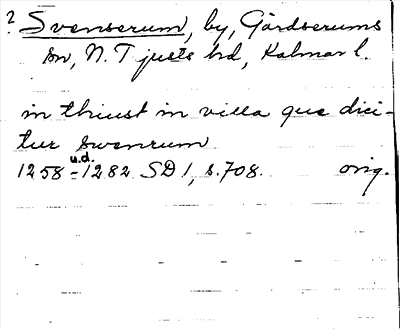 ? Svenserum, by, Gärdserums
sn, N. Tjusts hd, Kalmar l.
in thiust in villa que dici-
tur swenrum
u.d.
1258-1282 SD 1, s. 708. orig.